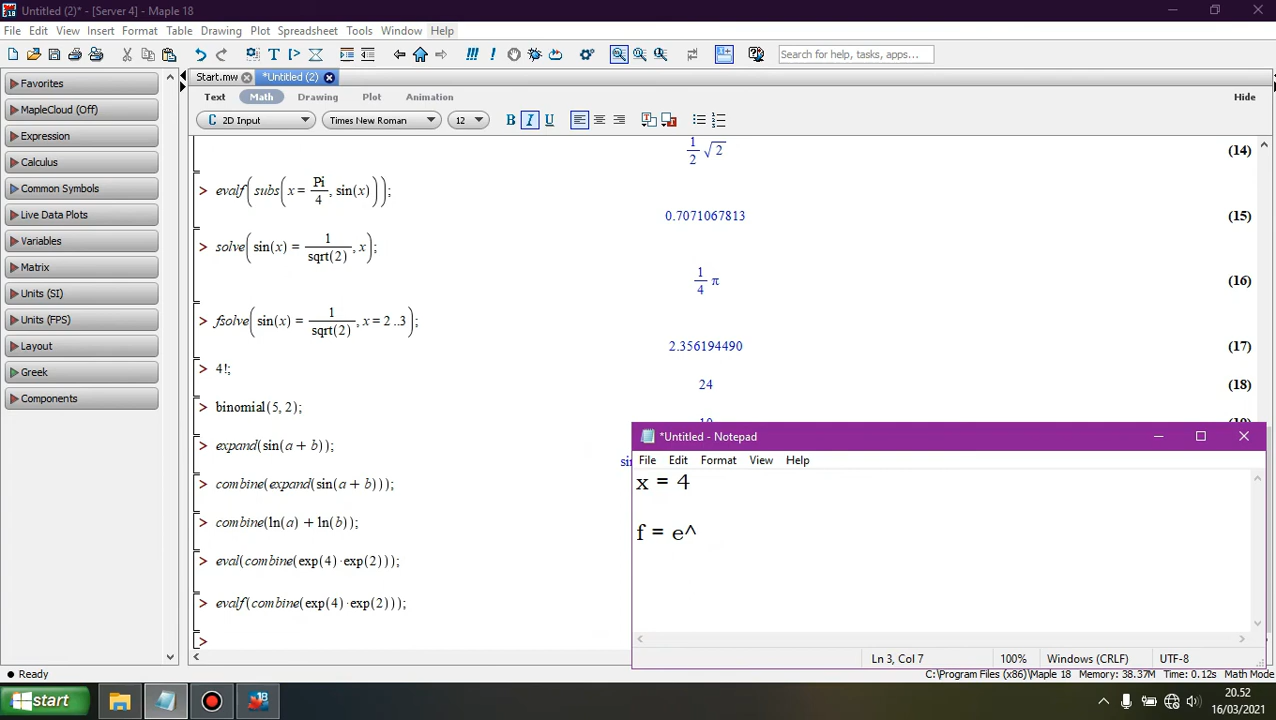 Untitled (2)* - [Server 4] - Maple 18
File Edit View Insert Format Table Drawing Plot Spreadsheet Tools Window Help
Search for help, tasks, apps...
Start.mw *Untitled (2)
Text Math Drawing Plot Animation Hide
C 2D Input Times New Roman 12 B I U
Favorites
MapleCloud (Off)
Expression
Calculus
Common Symbols
Live Data Plots
Variables
Matrix
Units (SI)
Units (FPS)
Layout
Greek
Components
1/2 √2 (14)
> evalf(subs(x = Pi/4, sin(x)));
0.7071067813 (15)
> solve(sin(x) = 1/sqrt(2), x);
1/4 π (16)
> fsolve(sin(x) = 1/sqrt(2), x = 2 ..3);
2.356194490 (17)
> 4!;
24 (18)
> binomial(5, 2);
> expand(sin(a + b));
> combine(expand(sin(a + b)));
> combine(ln(a) + ln(b));
> eval(combine(exp(4)·exp(2)));
> evalf(combine(exp(4)·exp(2)));
>
*Untitled - Notepad
File Edit Format View Help
x = 4
f = e^
Ln 3, Col 7 100% Windows (CRLF) UTF-8
Ready
C:\Program Files (x86)\Maple 18 Memory: 38.37M Time: 0.12s Math Mode
start
18
20.52
16/03/2021